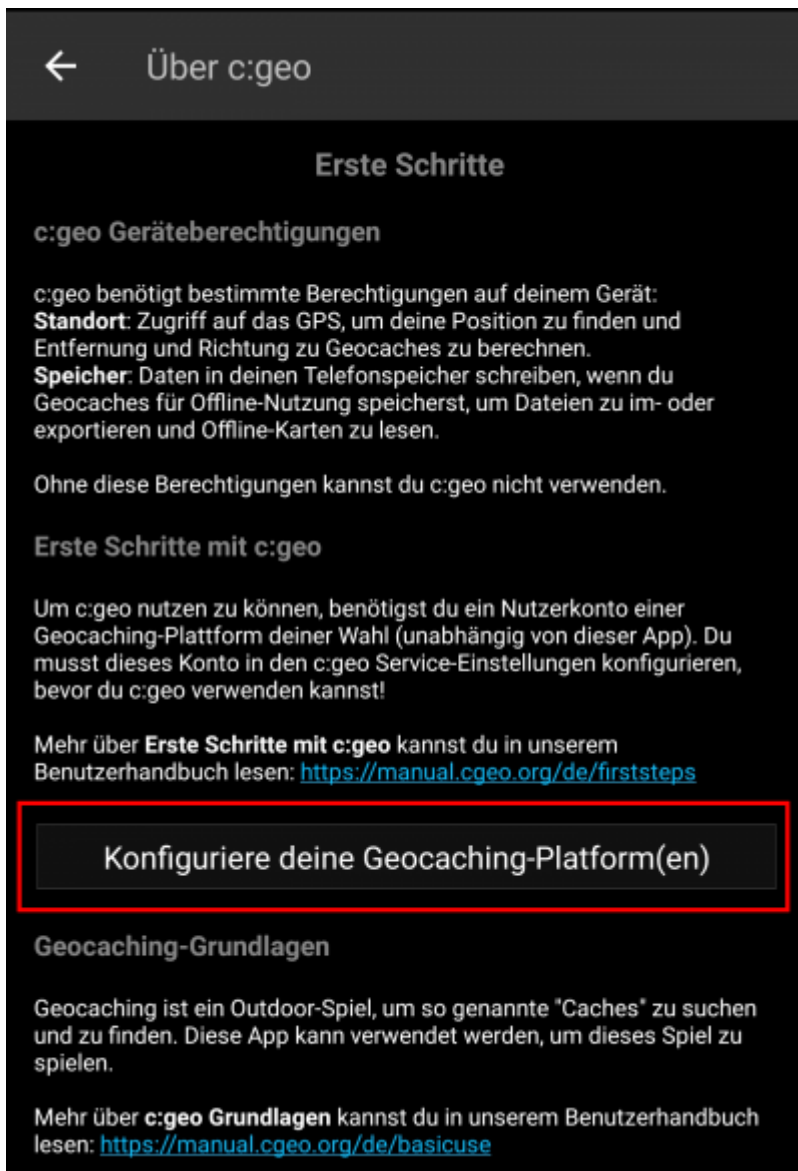 Über c:geo
Erste Schritte
c:geo Geräteberechtigungen
c:geo benötigt bestimmte Berechtigungen auf deinem Gerät:
Standort: Zugriff auf das GPS, um deine Position zu finden und
Entfernung und Richtung zu Geocaches zu berechnen.
Speicher: Daten in deinen Telefonspeicher schreiben, wenn du
Geocaches für Offline-Nutzung speicherst, um Dateien zu im- oder
exportieren und Offline-Karten zu lesen.
Ohne diese Berechtigungen kannst du c:geo nicht verwenden.
Erste Schritte mit c:geo
Um c:geo nutzen zu können, benötigst du ein Nutzerkonto einer
Geocaching-Plattform deiner Wahl (unabhängig von dieser App). Du
musst dieses Konto in den c:geo Service-Einstellungen konfigurieren,
bevor du c:geo verwenden kannst!
Mehr über Erste Schritte mit c:geo kannst du in unserem
Benutzerhandbuch lesen: https://manual.cgeo.org/de/firststeps
Konfiguriere deine Geocaching-Platform(en)
Geocaching-Grundlagen
Geocaching ist ein Outdoor-Spiel, um so genannte "Caches" zu suchen
und zu finden. Diese App kann verwendet werden, um dieses Spiel zu
spielen.
Mehr über c:geo Grundlagen kannst du in unserem Benutzerhandbuch
lesen: https://manual.cgeo.org/de/basicuse